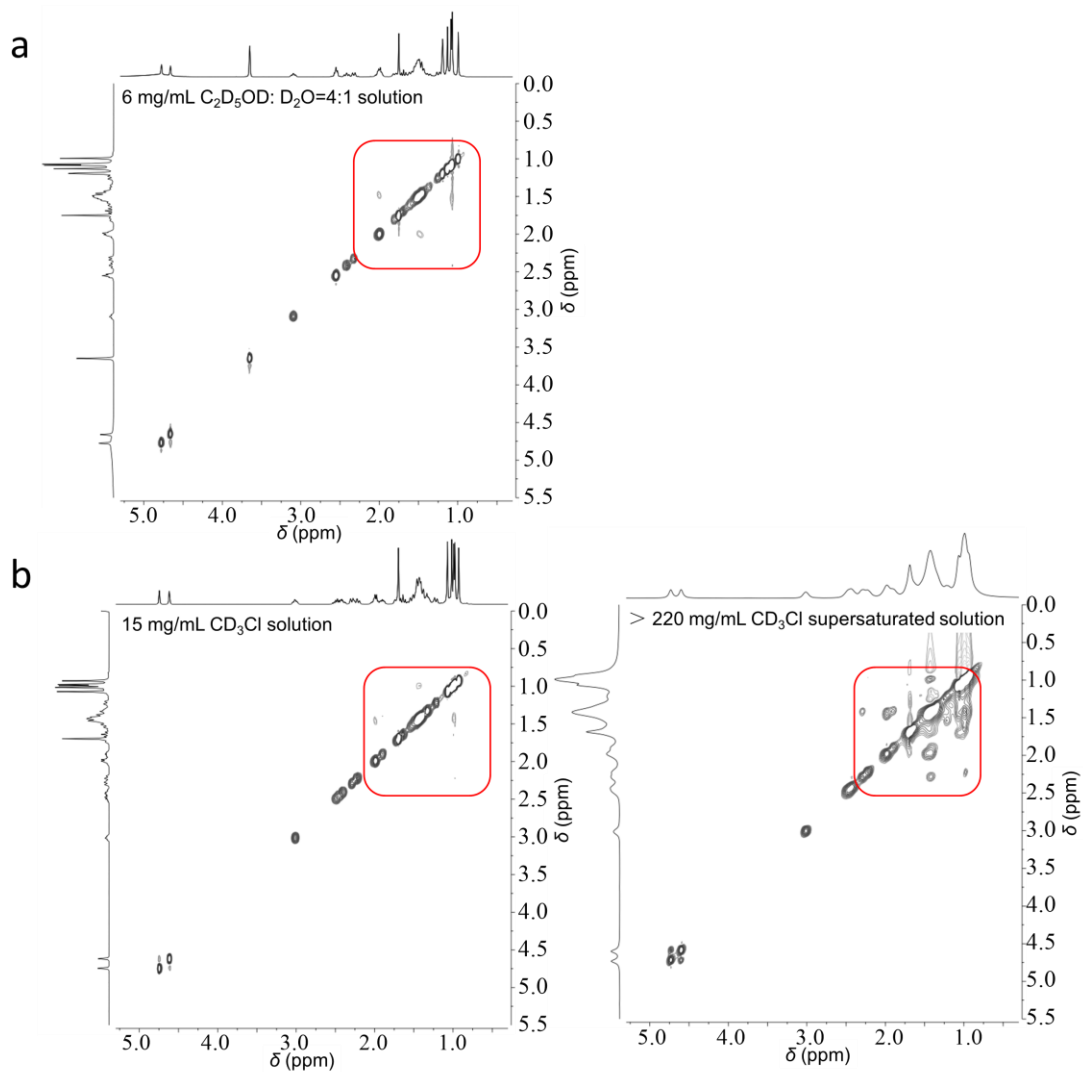 a
6 mg/mL C₂D₅OD: D₂O=4:1 solution
0.0
0.5
1.0
1.5
2.0
2.5
3.0
3.5
4.0
4.5
5.0
5.5
δ (ppm)
5.0 4.0 3.0 2.0 1.0
δ (ppm)
b
15 mg/mL CD₃Cl solution
0.0
0.5
1.0
1.5
2.0
2.5
3.0
3.5
4.0
4.5
5.0
5.5
δ (ppm)
5.0 4.0 3.0 2.0 1.0
δ (ppm)
> 220 mg/mL CD₃Cl supersaturated solution
0.0
0.5
1.0
1.5
2.0
2.5
3.0
3.5
4.0
4.5
5.0
5.5
δ (ppm)
5.0 4.0 3.0 2.0 1.0
δ (ppm)